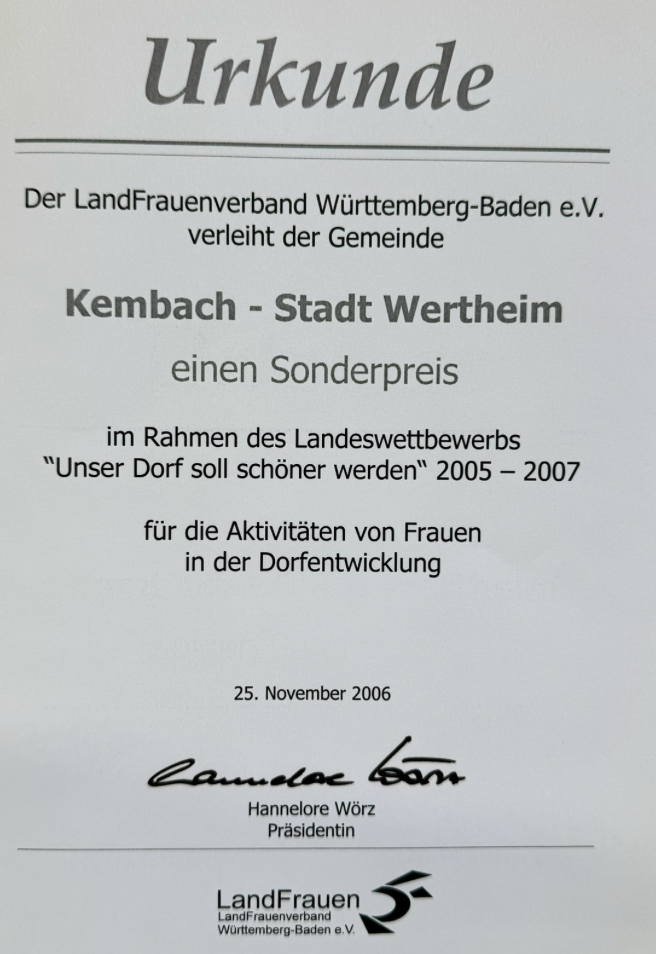 Urkunde
Der LandFrauenverband Württemberg-Baden e.V.
verleiht der Gemeinde
Kembach - Stadt Wertheim
einen Sonderpreis
im Rahmen des Landeswettbewerbs
‟Unser Dorf soll schöner werden“ 2005 – 2007
für die Aktivitäten von Frauen
in der Dorfentwicklung
25. November 2006
Hannelore Wörz
Hannelore Wörz
Präsidentin
LandFrauen
LandFrauenverband
Württemberg-Baden e.V.